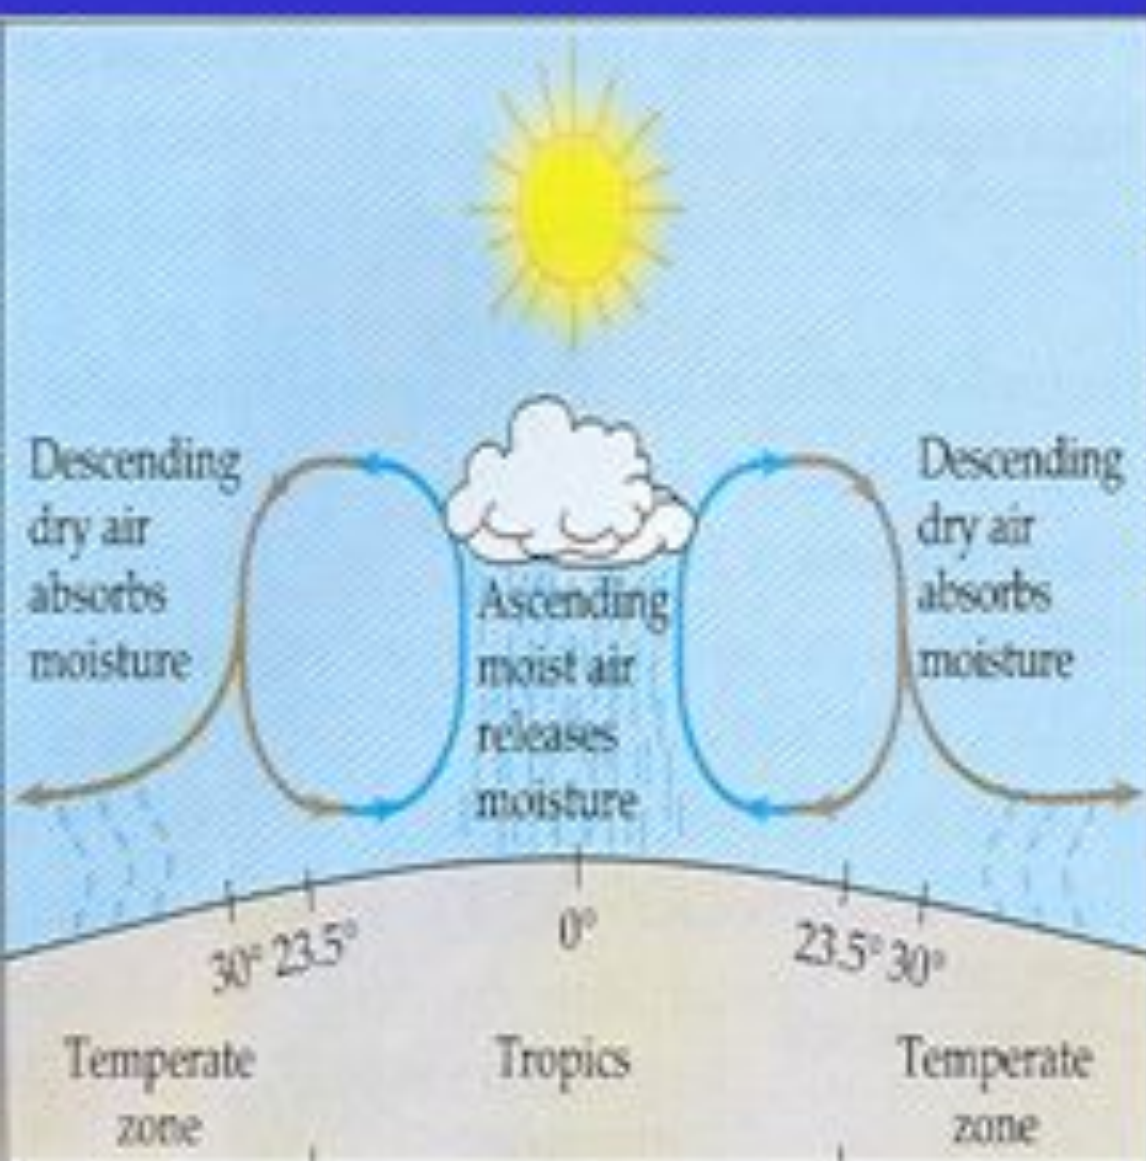 Descending
dry air
absorbs
moisture
Ascending
moist air
releases
moisture
Descending
dry air
absorbs
moisture
30° 23.5°
0°
23.5° 30°
Temperate
zone
Tropics
Temperate
zone